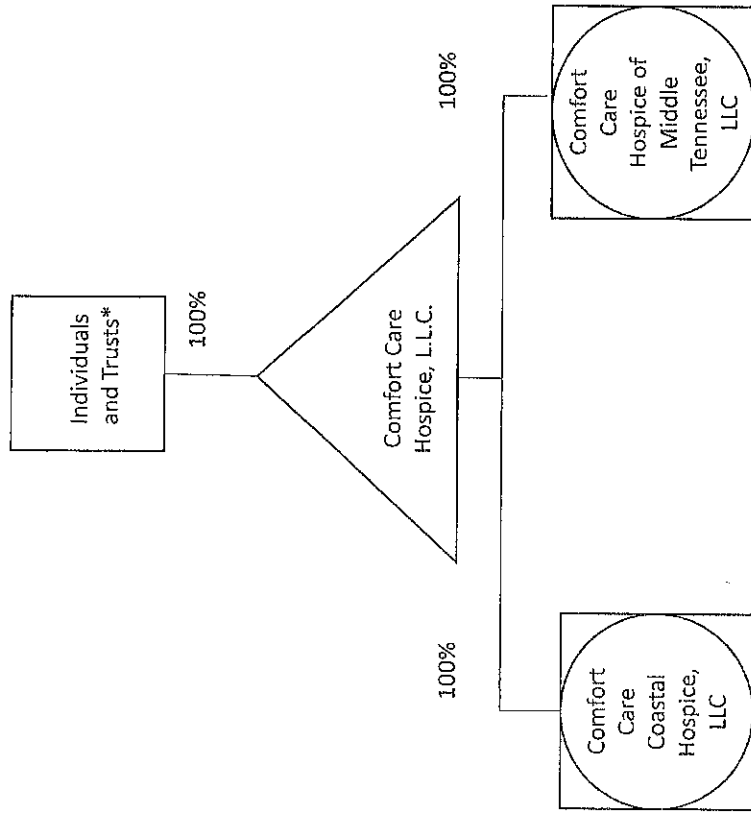 Individuals
and Trusts*
100%
Comfort Care
Hospice, L.L.C.
100%
100%
Comfort
Care
Coastal
Hospice,
LLC
Comfort
Care
Hospice of
Middle
Tennessee,
LLC